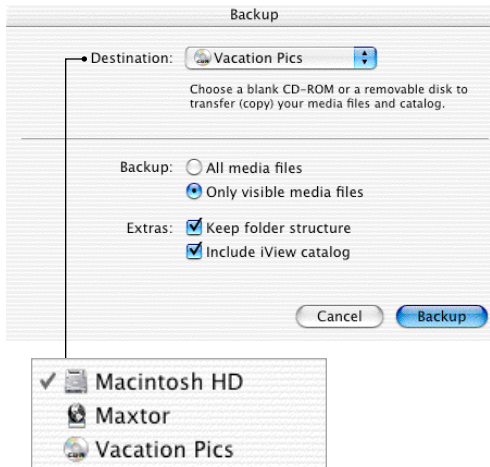 Backup
Destination: Vacation Pics
Choose a blank CD-ROM or a removable disk to
transfer (copy) your media files and catalog.
Backup: All media files
Only visible media files
Extras: Keep folder structure
Include iView catalog
Cancel Backup
Macintosh HD
Maxtor
Vacation Pics